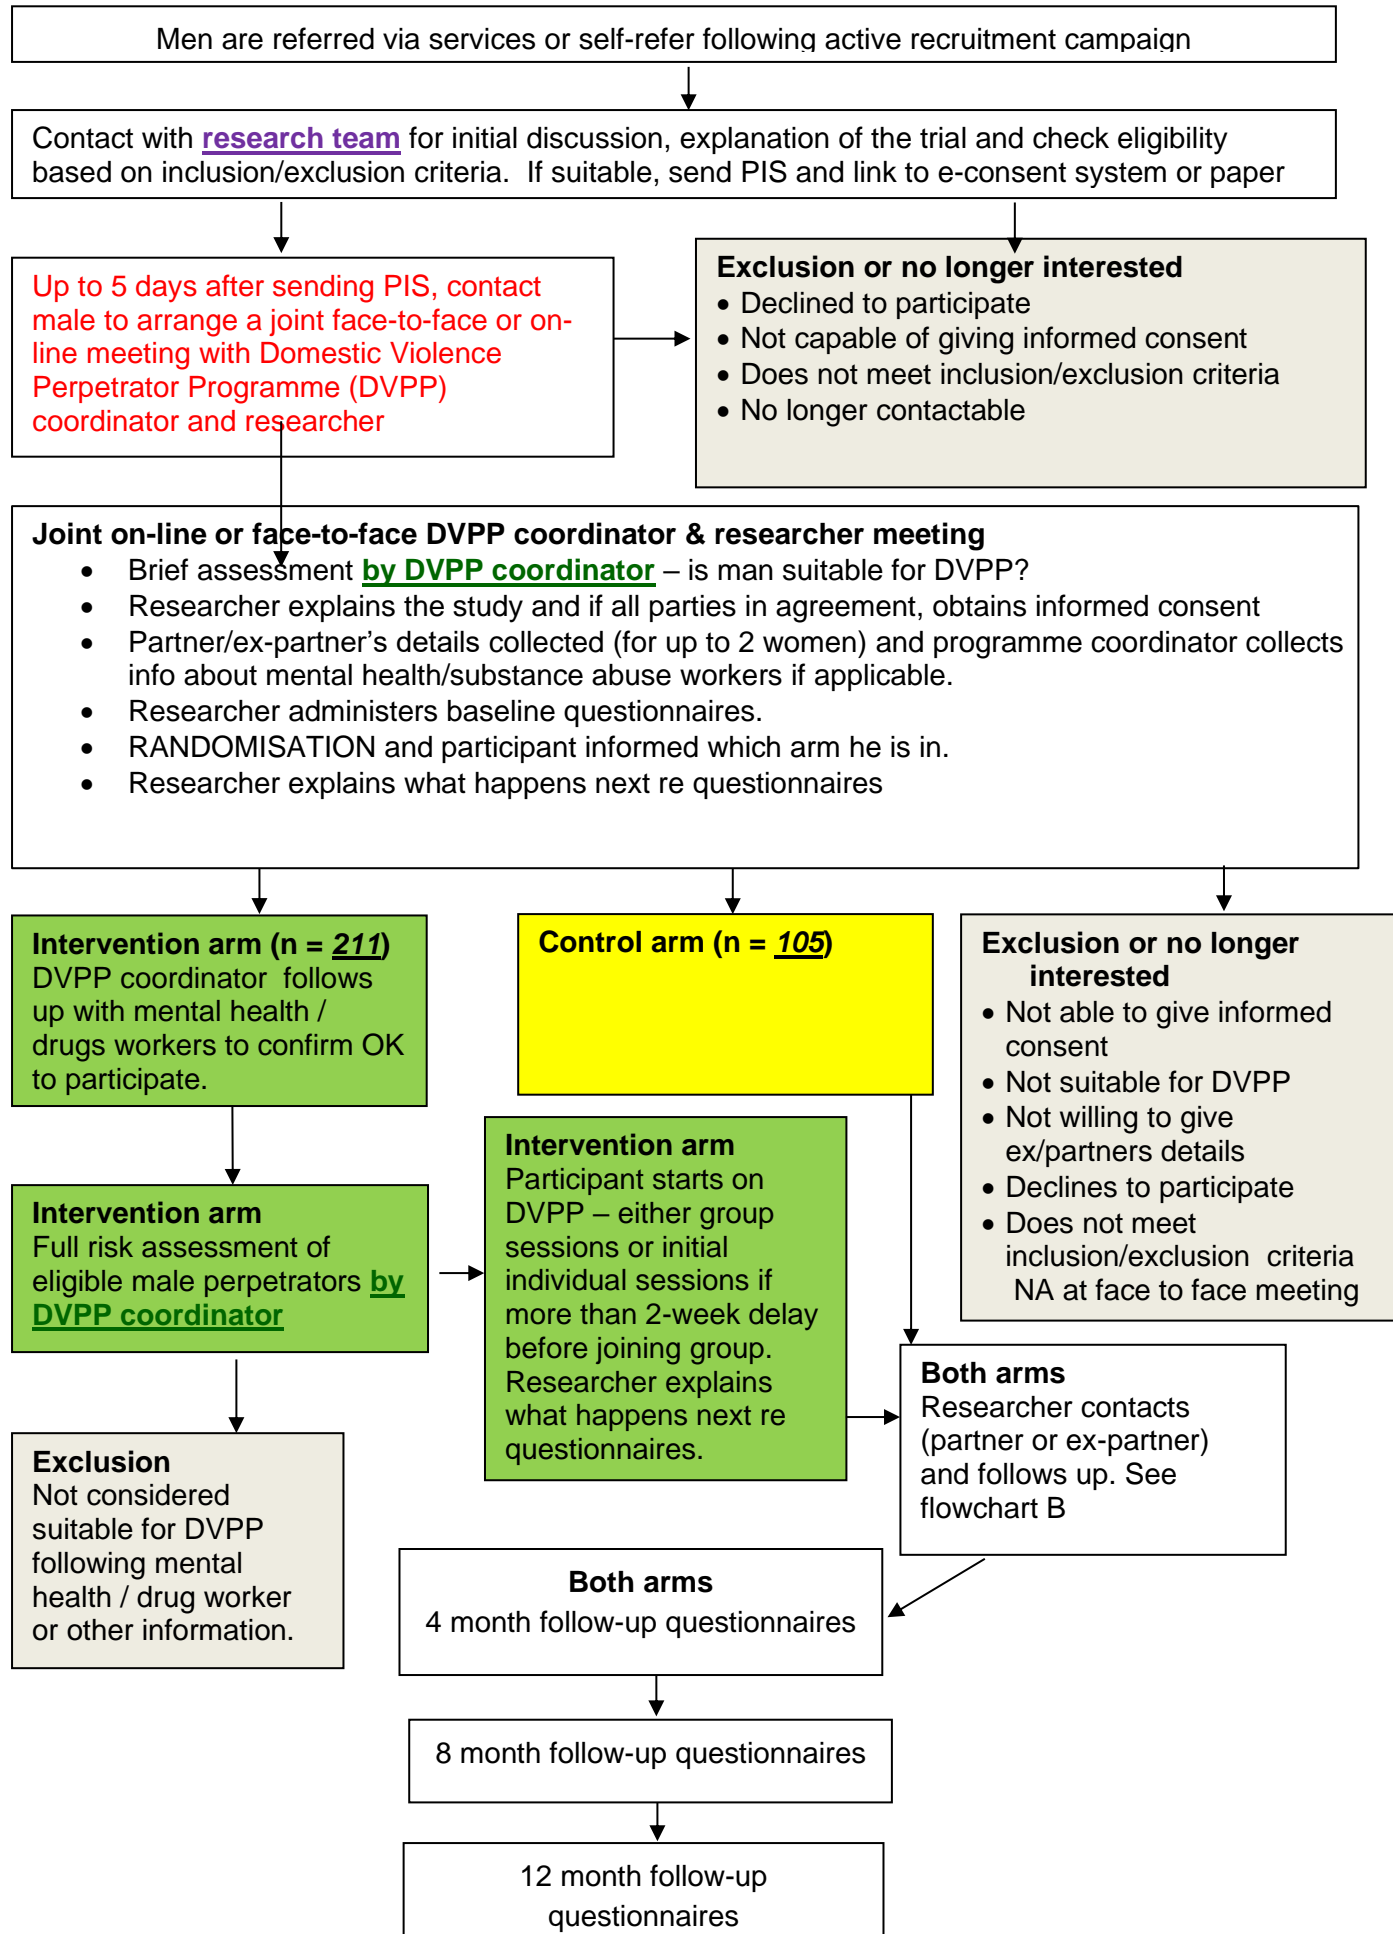 Men are referred via services or self-refer following active recruitment campaign
Contact with research team for initial discussion, explanation of the trial and check eligibility
based on inclusion/exclusion criteria.  If suitable, send PIS and link to e-consent system or paper
Up to 5 days after sending PIS, contact
male to arrange a joint face-to-face or on-
line meeting with Domestic Violence
Perpetrator Programme (DVPP)
coordinator and researcher
Exclusion or no longer interested
• Declined to participate
• Not capable of giving informed consent
• Does not meet inclusion/exclusion criteria
• No longer contactable
Joint on-line or face-to-face DVPP coordinator & researcher meeting
• Brief assessment by DVPP coordinator – is man suitable for DVPP?
• Researcher explains the study and if all parties in agreement, obtains informed consent
• Partner/ex-partner's details collected (for up to 2 women) and programme coordinator collects
info about mental health/substance abuse workers if applicable.
• Researcher administers baseline questionnaires.
• RANDOMISATION and participant informed which arm he is in.
• Researcher explains what happens next re questionnaires
Intervention arm (n = 211)
DVPP coordinator  follows
up with mental health /
drugs workers to confirm OK
to participate.
Control arm (n = 105)
Exclusion or no longer
interested
• Not able to give informed
consent
• Not suitable for DVPP
• Not willing to give
ex/partners details
• Declines to participate
• Does not meet
inclusion/exclusion  criteria
NA at face to face meeting
Intervention arm
Full risk assessment of
eligible male perpetrators by
DVPP coordinator
Intervention arm
Participant starts on
DVPP – either group
sessions or initial
individual sessions if
more than 2-week delay
before joining group.
Researcher explains
what happens next re
questionnaires.
Both arms
Researcher contacts
(partner or ex-partner)
and follows up. See
flowchart B
Exclusion
Not considered
suitable for DVPP
following mental
health / drug worker
or other information.
Both arms
4 month follow-up questionnaires
8 month follow-up questionnaires
12 month follow-up
questionnaires